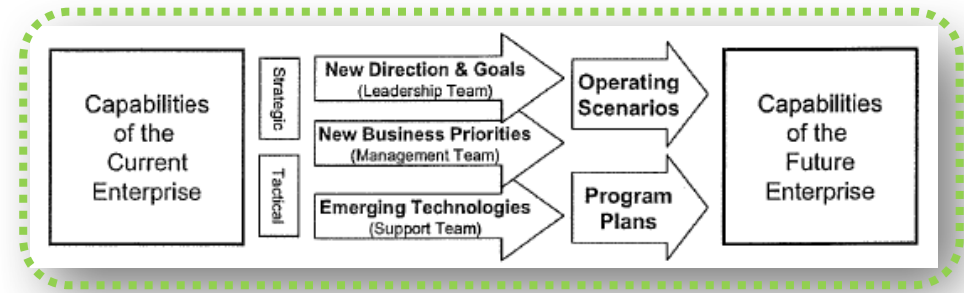 Capabilities
of the
Current
Enterprise
Strategic
Tactical
New Direction & Goals
(Leadership Team)
New Business Priorities
(Management Team)
Emerging Technologies
(Support Team)
Operating
Scenarios
Program
Plans
Capabilities
of the
Future
Enterprise